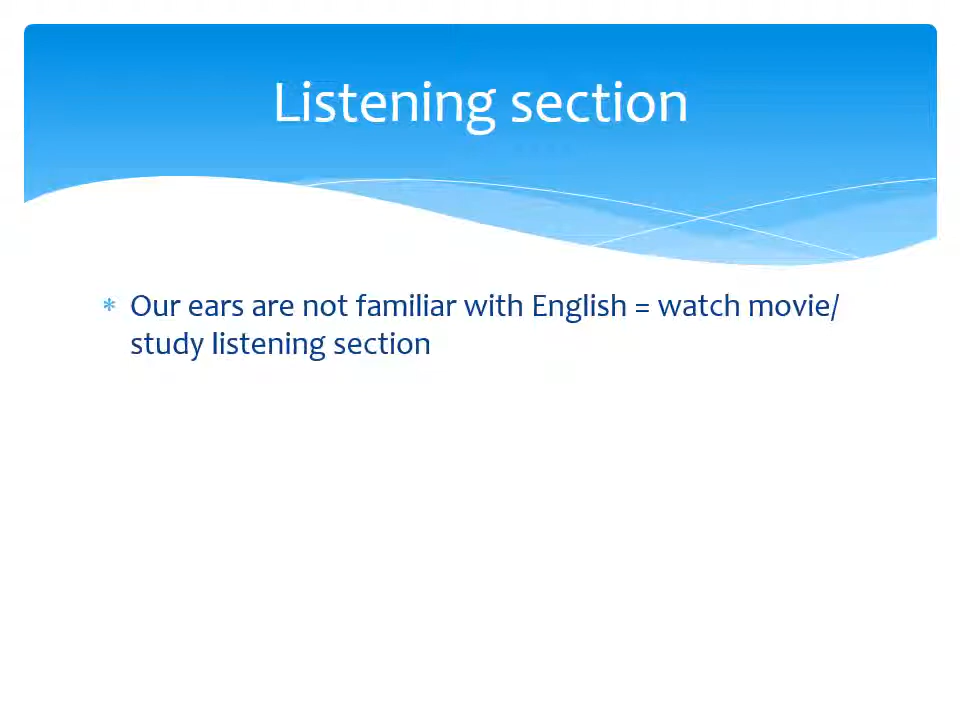 Listening section
* Our ears are not familiar with English = watch movie/
study listening section